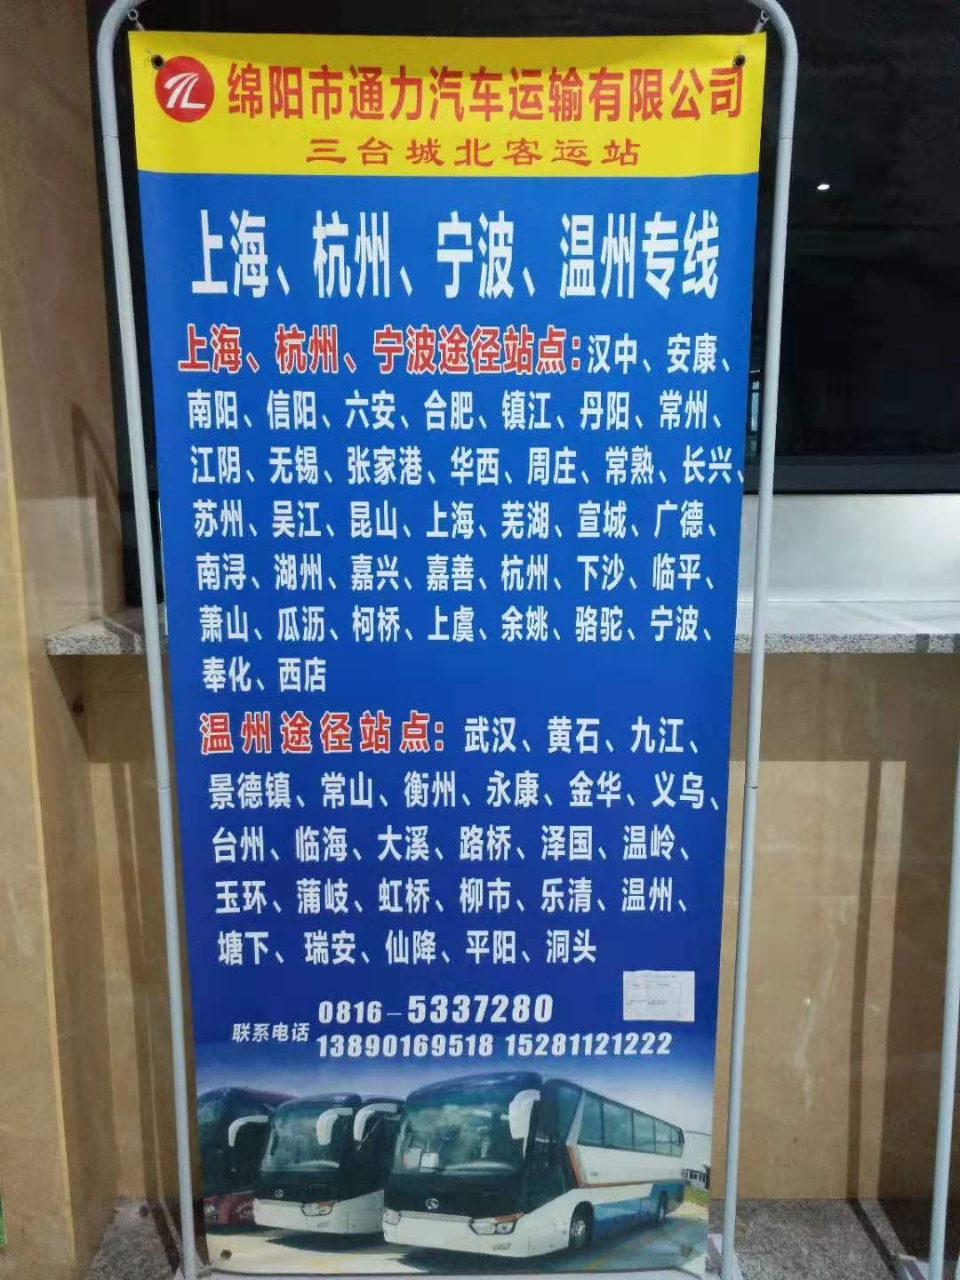 绵阳市通力汽车运输有限公司
三台城北客运站
上海、杭州、宁波、温州专线
上海、杭州、宁波途径站点:汉中、安康、
南阳、信阳、六安、合肥、镇江、丹阳、常州、
江阴、无锡、张家港、华西、周庄、常熟、长兴、
苏州、吴江、昆山、上海、芜湖、宣城、广德、
南浔、湖州、嘉兴、嘉善、杭州、下沙、临平、
萧山、瓜沥、柯桥、上虞、余姚、骆驼、宁波、
奉化、西店
温州途径站点:武汉、黄石、九江、
景德镇、常山、衡州、永康、金华、义乌、
台州、临海、大溪、路桥、泽国、温岭、
玉环、蒲岐、虹桥、柳市、乐清、温州、
塘下、瑞安、仙降、平阳、洞头
联系电话 0816-5337280
13890169518 15281121222